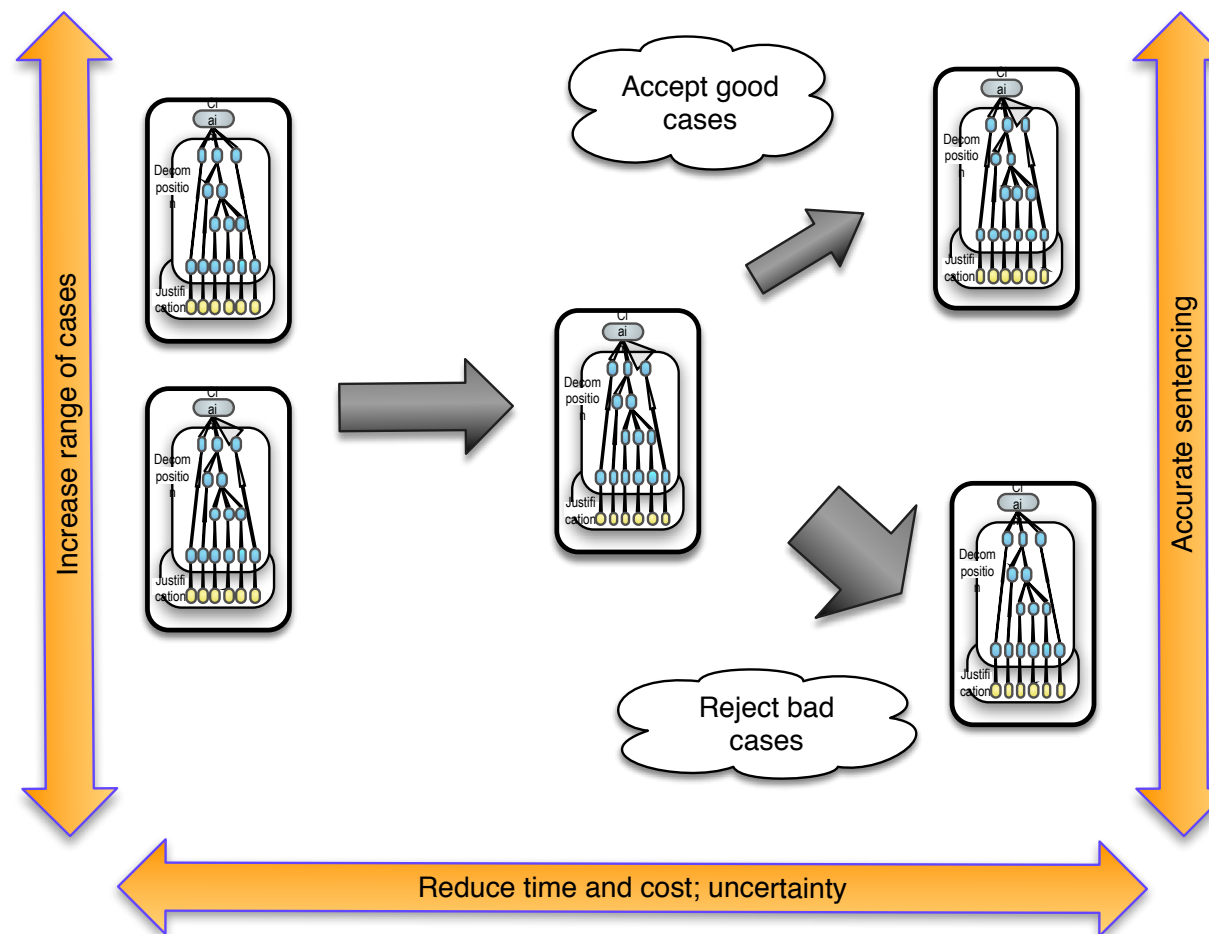 Increase range of cases
Cl
ai
Decom
positio
n
Justifi
cation
Cl
ai
Decom
positio
n
Justifi
cation
Cl
ai
Decom
positio
n
Justifi
cation
Accept good
cases
Cl
ai
Decom
positio
n
Justifi
cation
Reject bad
cases
Cl
ai
Decom
positio
n
Justifi
cation
Accurate sentencing
Reduce time and cost; uncertainty